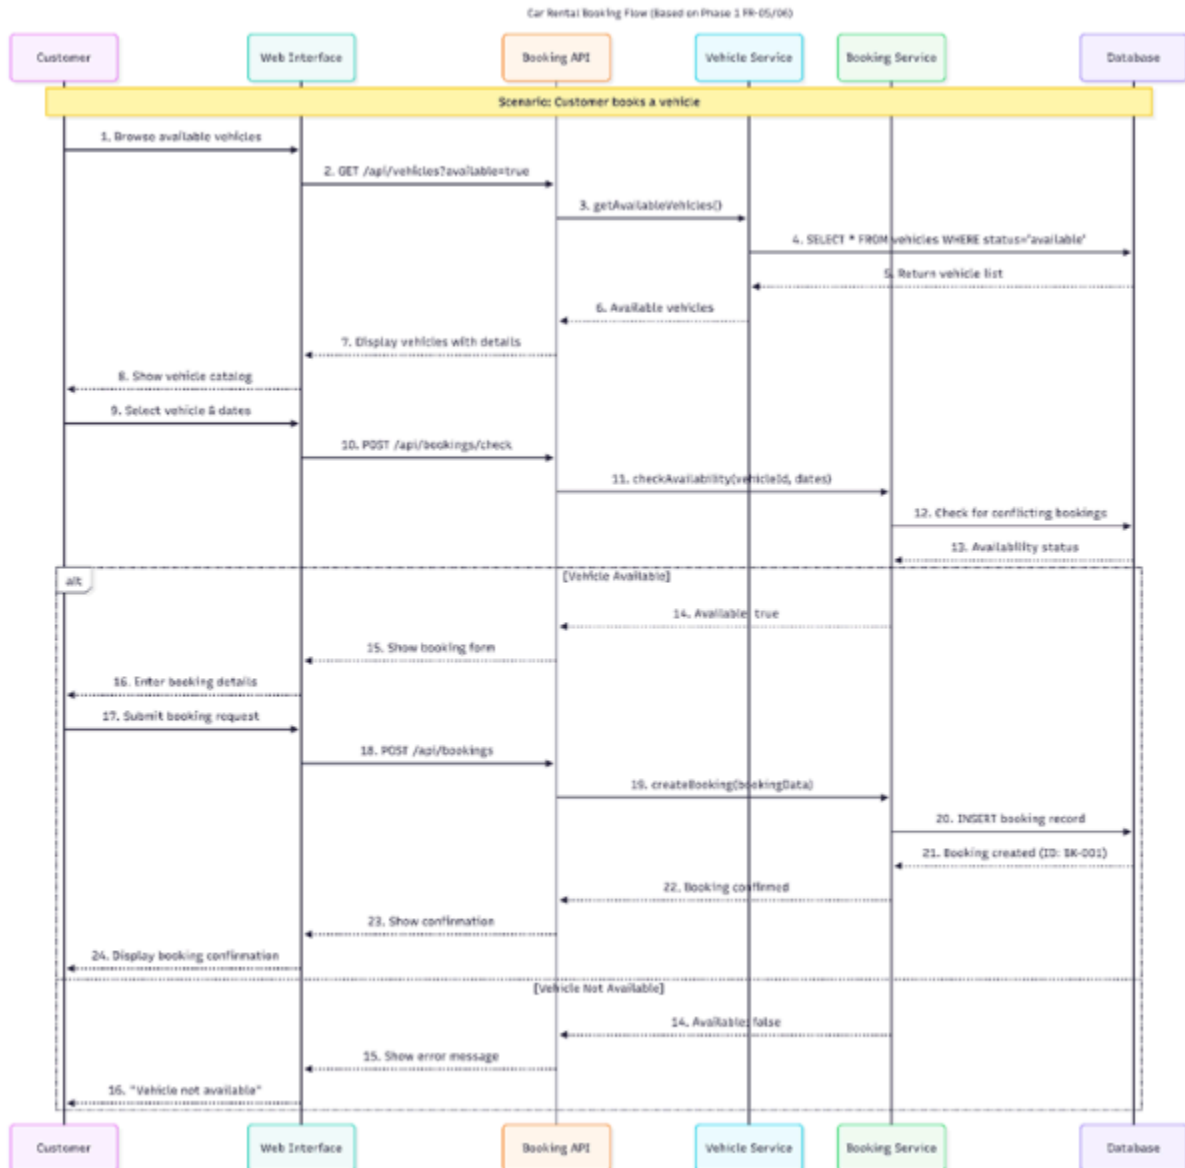 Car Rental Booking Flow (Based on Phase 1 FR-05/06)
Customer
Web Interface
Booking API
Vehicle Service
Booking Service
Database
Scenario: Customer books a vehicle
1. Browse available vehicles
2. GET /api/vehicles?available=true
3. getAvailableVehicles()
4. SELECT * FROM vehicles WHERE status='available'
5. Return vehicle list
6. Available vehicles
7. Display vehicles with details
8. Show vehicle catalog
9. Select vehicle & dates
10. POST /api/bookings/check
11. checkAvailability(vehicleId, dates)
12. Check for conflicting bookings
13. Availability status
alt
[Vehicle Available]
14. Available: true
15. Show booking form
16. Enter booking details
17. Submit booking request
18. POST /api/bookings
19. createBooking(bookingData)
20. INSERT booking record
21. Booking created (ID: BK-001)
22. Booking confirmed
23. Show confirmation
24. Display booking confirmation
[Vehicle Not Available]
14. Available: false
15. Show error message
16. "Vehicle not available"
Customer
Web Interface
Booking API
Vehicle Service
Booking Service
Database